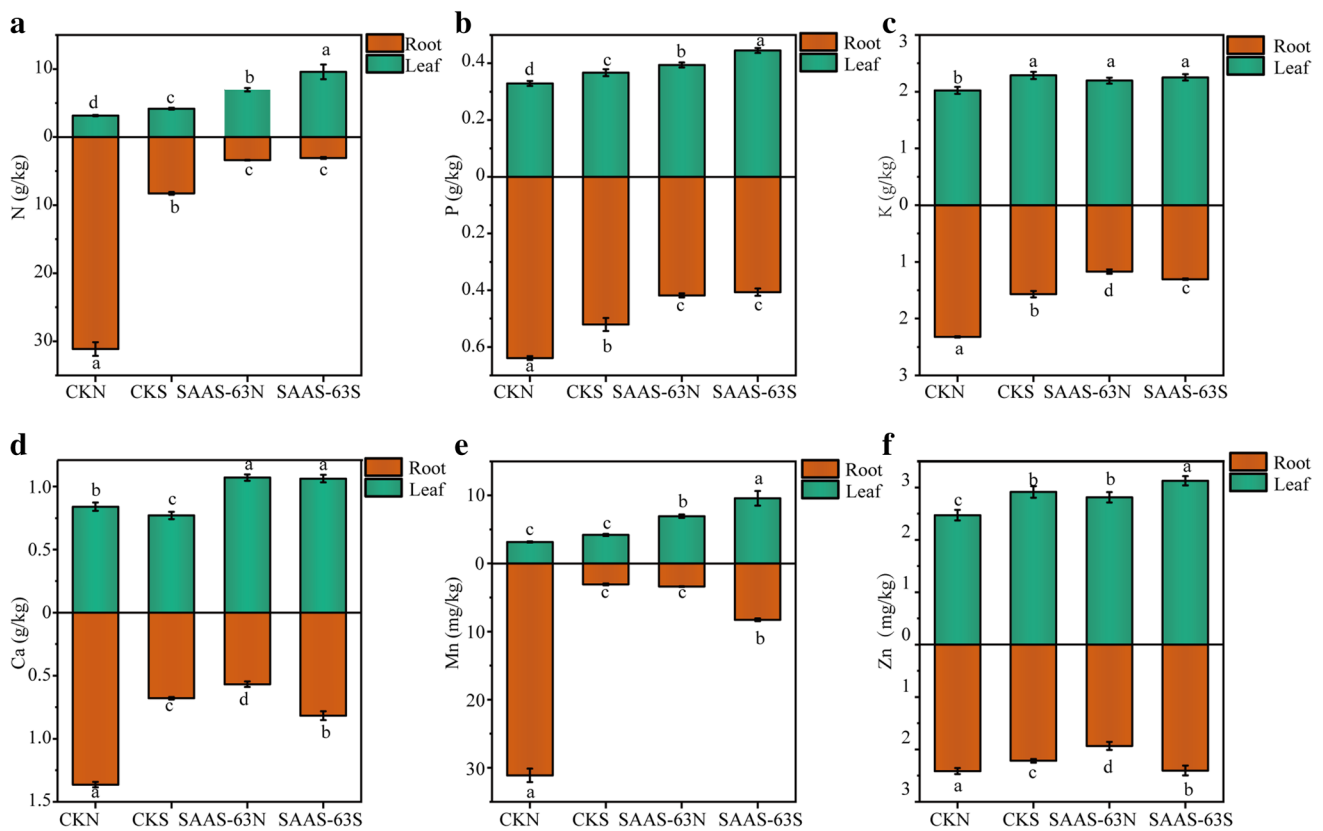 a
Root
Leaf
N (g/kg)
10
0
10
20
30
d
c
b
a
a
b
c
c
CKN CKS SAAS-63N SAAS-63S
b
Root
Leaf
P (g/kg)
0.4
0.2
0
0.2
0.4
0.6
d
c
b
a
a
b
c
c
CKN CKS SAAS-63N SAAS-63S
c
Root
Leaf
K (g/kg)
3
2
1
0
1
2
3
b
a
a
a
a
b
d
c
CKN CKS SAAS-63N SAAS-63S
d
Root
Leaf
Ca (g/kg)
1.0
0.5
0
0.5
1.0
1.5
b
c
a
a
a
c
d
b
CKN CKS SAAS-63N SAAS-63S
e
Root
Leaf
Mn (mg/kg)
10
0
10
20
30
c
c
b
a
a
c
c
b
CKN CKS SAAS-63N SAAS-63S
f
Root
Leaf
Zn (mg/kg)
3
2
2
1
1
0
1
2
3
c
b
b
a
a
c
d
b
CKN CKS SAAS-63N SAAS-63S